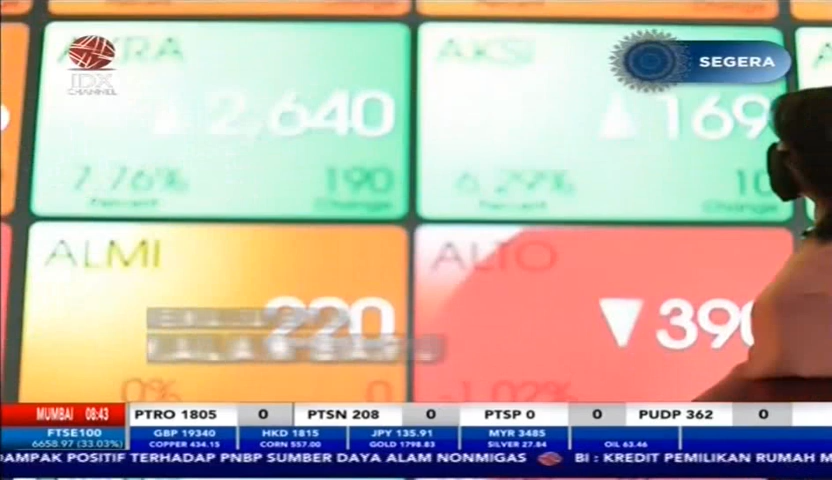 AKRA
AKSI
IDX
CHANNEL
SEGERA
2,640
169
7.76%
190
6.29%
10
Percent
Change
Percent
Change
ALMI
ALTO
220
390
0%
0
-1.02%
MUMBAI 08:43
PTRO 1805 0 PTSN 208 0 PTSP 0 0 PUDP 362 0
FTSE100
GBP 19340 HKD 1815 JPY 135.91 MYR 3485
6658.97 (33.03%)
COPPER 434.15 CORN 557.00 GOLD 1798.83 SILVER 27.84 OIL 63.46
DAMPAK POSITIF TERHADAP PNBP SUMBER DAYA ALAM NONMIGAS BI : KREDIT PEMILIKAN RUMAH M